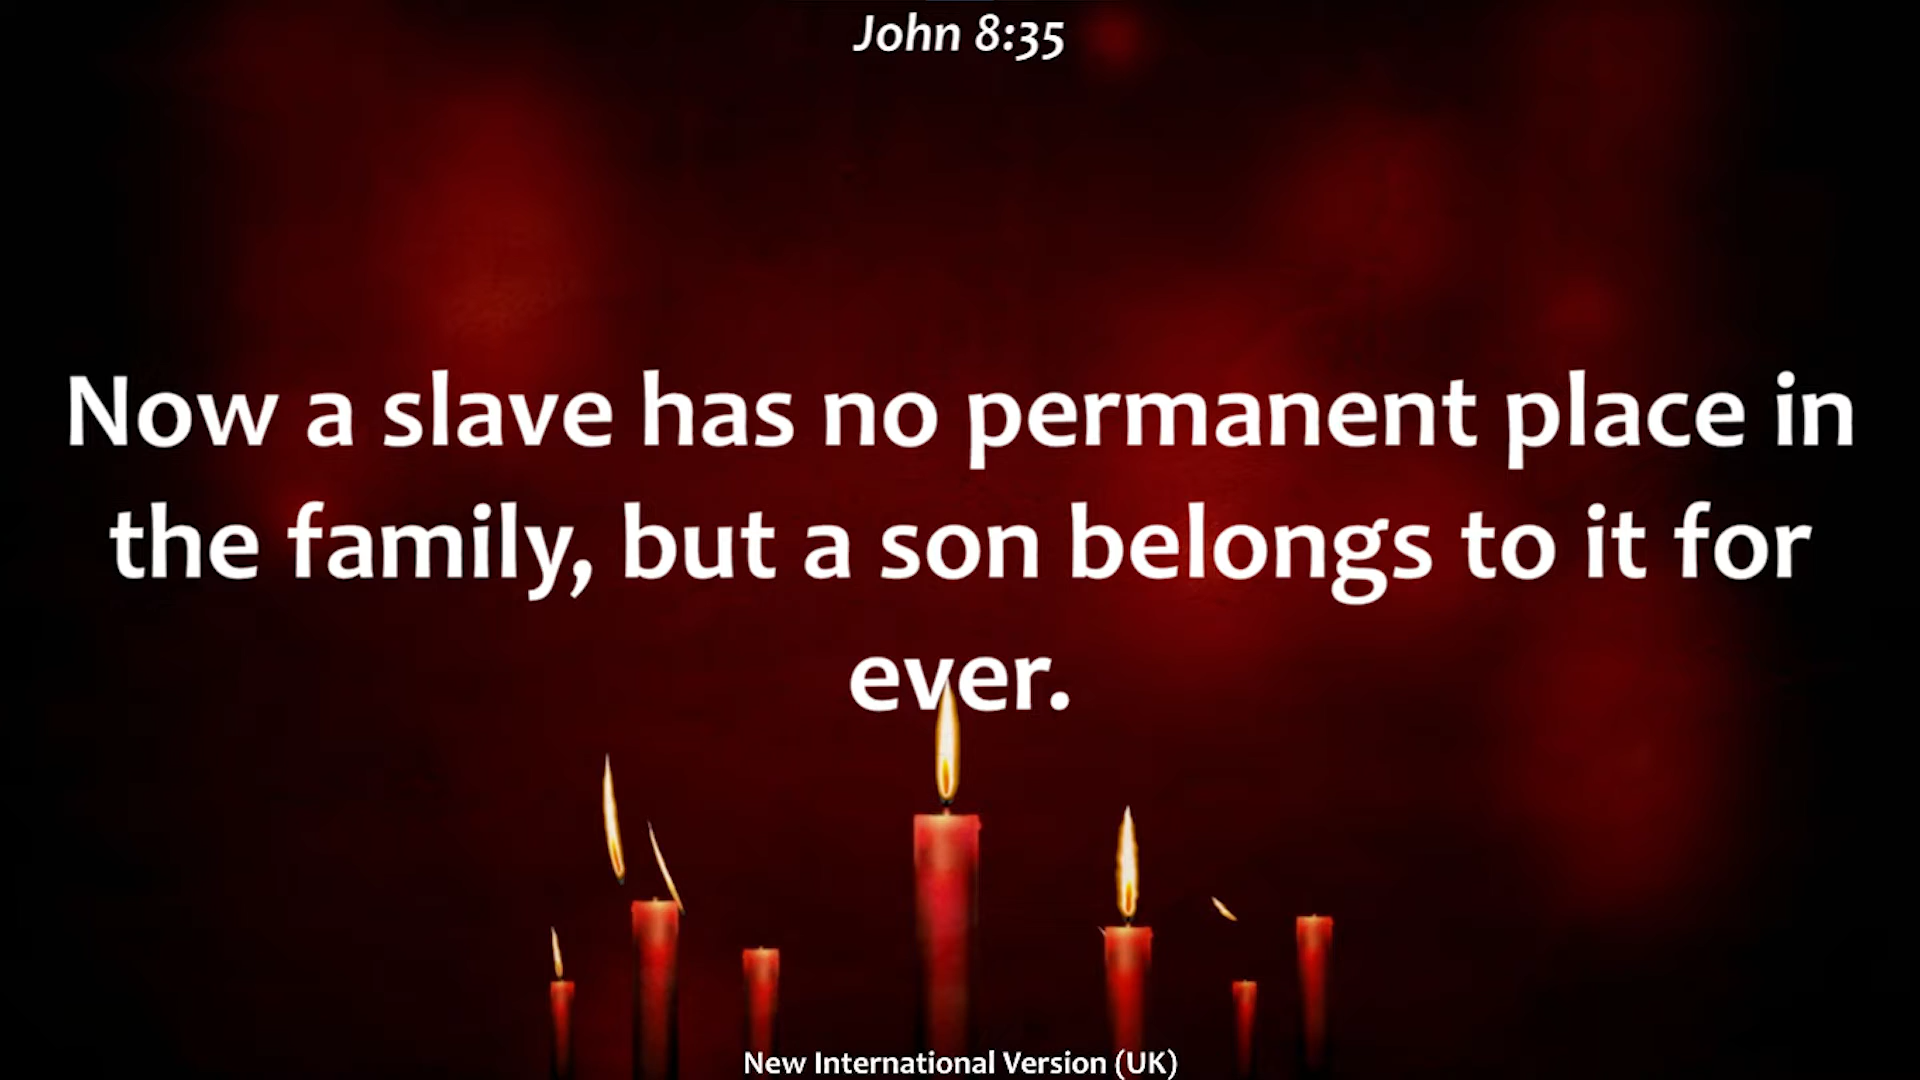 John 8:35
Now a slave has no permanent place in
the family, but a son belongs to it for
ever.
New International Version (UK)